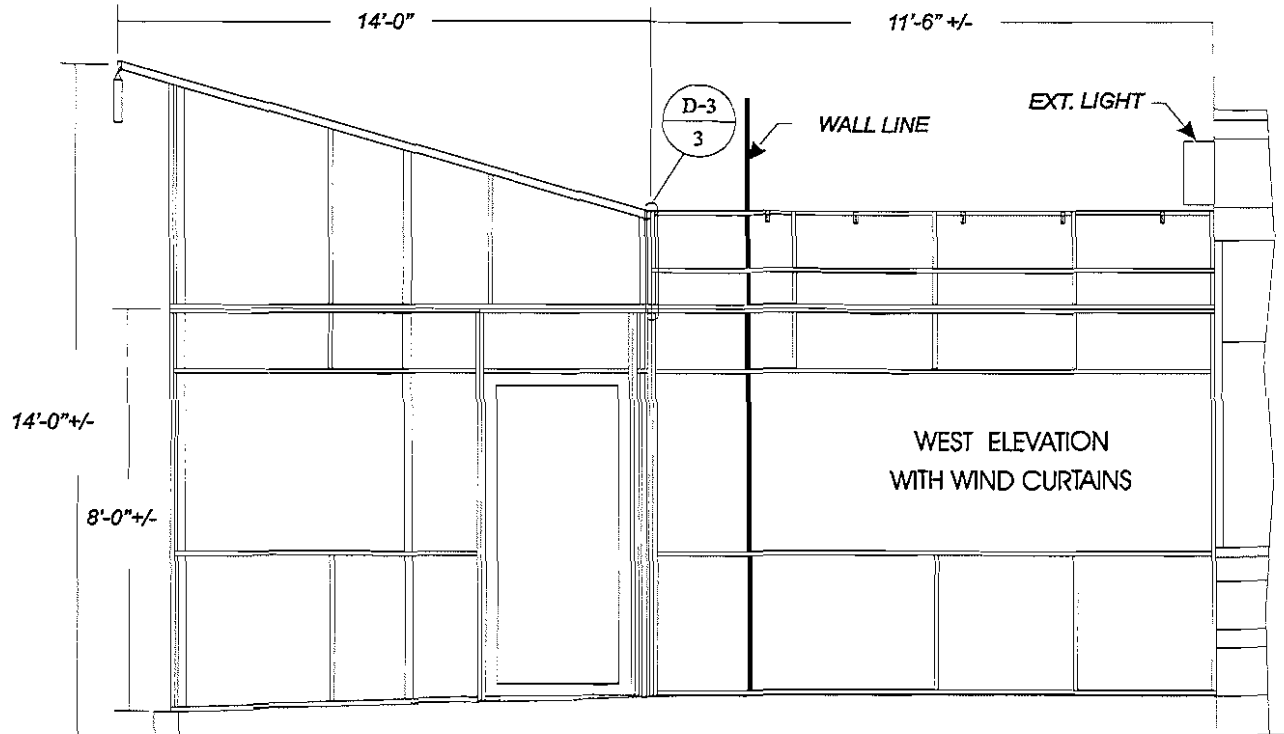 14'-0"
11'-6" +/-
D-3
3
WALL LINE
EXT. LIGHT
14'-0"+/-
8'-0"+/-
WEST ELEVATION
WITH WIND CURTAINS